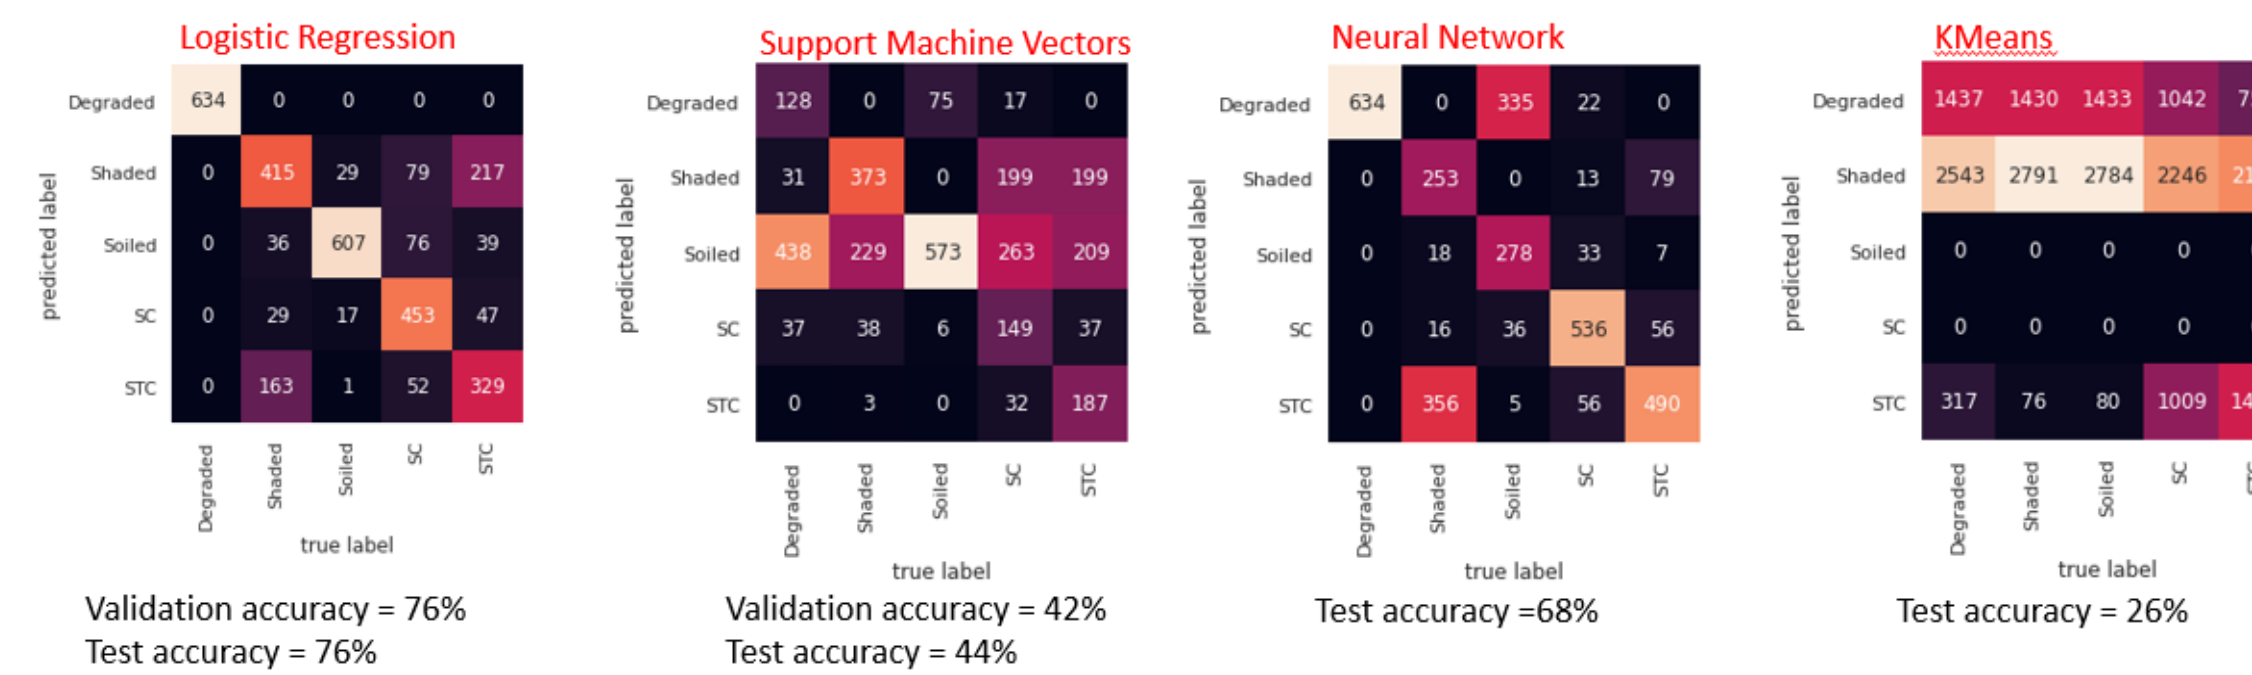 Logistic Regression
Degraded 634 0 0 0 0
Shaded 0 415 29 79 217
Soiled 0 36 607 76 39
SC 0 29 17 453 47
STC 0 163 1 52 329
predicted label
Degraded Shaded Soiled SC STC
true label
Validation accuracy = 76%
Test accuracy = 76%
Support Machine Vectors
Degraded 128 0 75 17 0
Shaded 31 373 0 199 199
Soiled 438 229 573 263 209
SC 37 38 6 149 37
STC 0 3 0 32 187
predicted label
Degraded Shaded Soiled SC STC
true label
Validation accuracy = 42%
Test accuracy = 44%
Neural Network
Degraded 634 0 335 22 0
Shaded 0 253 0 13 79
Soiled 0 18 278 33 7
SC 0 16 36 536 56
STC 0 356 5 56 490
predicted label
Degraded Shaded Soiled SC STC
true label
Test accuracy =68%
KMeans
Degraded 1437 1430 1433 1042
Shaded 2543 2791 2784 2246
Soiled 0 0 0 0
SC 0 0 0 0
STC 317 76 80 1009
predicted label
Degraded Shaded Soiled SC
true label
Test accuracy = 26%